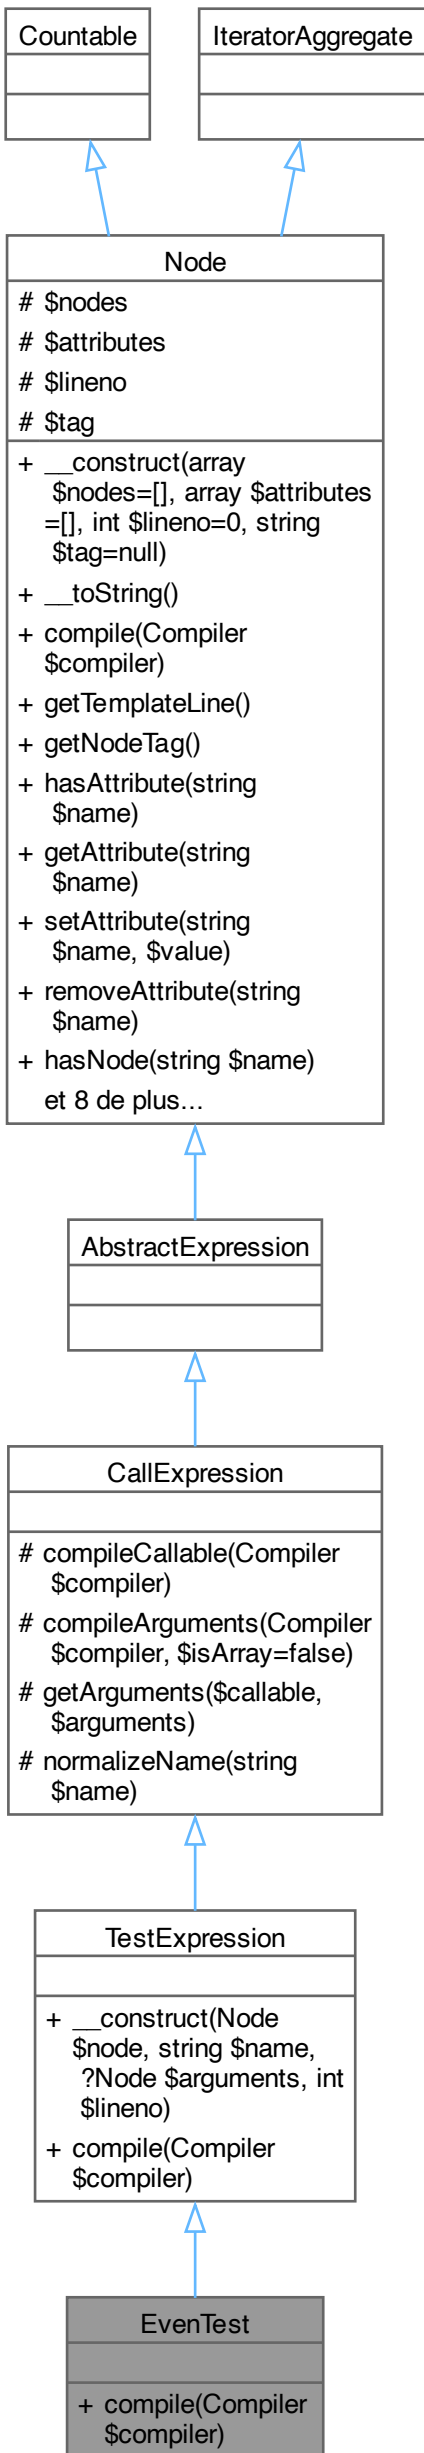 Countable
IteratorAggregate
Node
# $nodes
# $attributes
# $lineno
# $tag
+ __construct(array
$nodes=[], array $attributes
=[], int $lineno=0, string
$tag=null)
+ __toString()
+ compile(Compiler
$compiler)
+ getTemplateLine()
+ getNodeTag()
+ hasAttribute(string
$name)
+ getAttribute(string
$name)
+ setAttribute(string
$name, $value)
+ removeAttribute(string
$name)
+ hasNode(string $name)
et 8 de plus...
AbstractExpression
CallExpression
# compileCallable(Compiler
$compiler)
# compileArguments(Compiler
$compiler, $isArray=false)
# getArguments($callable,
$arguments)
# normalizeName(string
$name)
TestExpression
+ __construct(Node
$node, string $name,
?Node $arguments, int
$lineno)
+ compile(Compiler
$compiler)
EvenTest
+ compile(Compiler
$compiler)